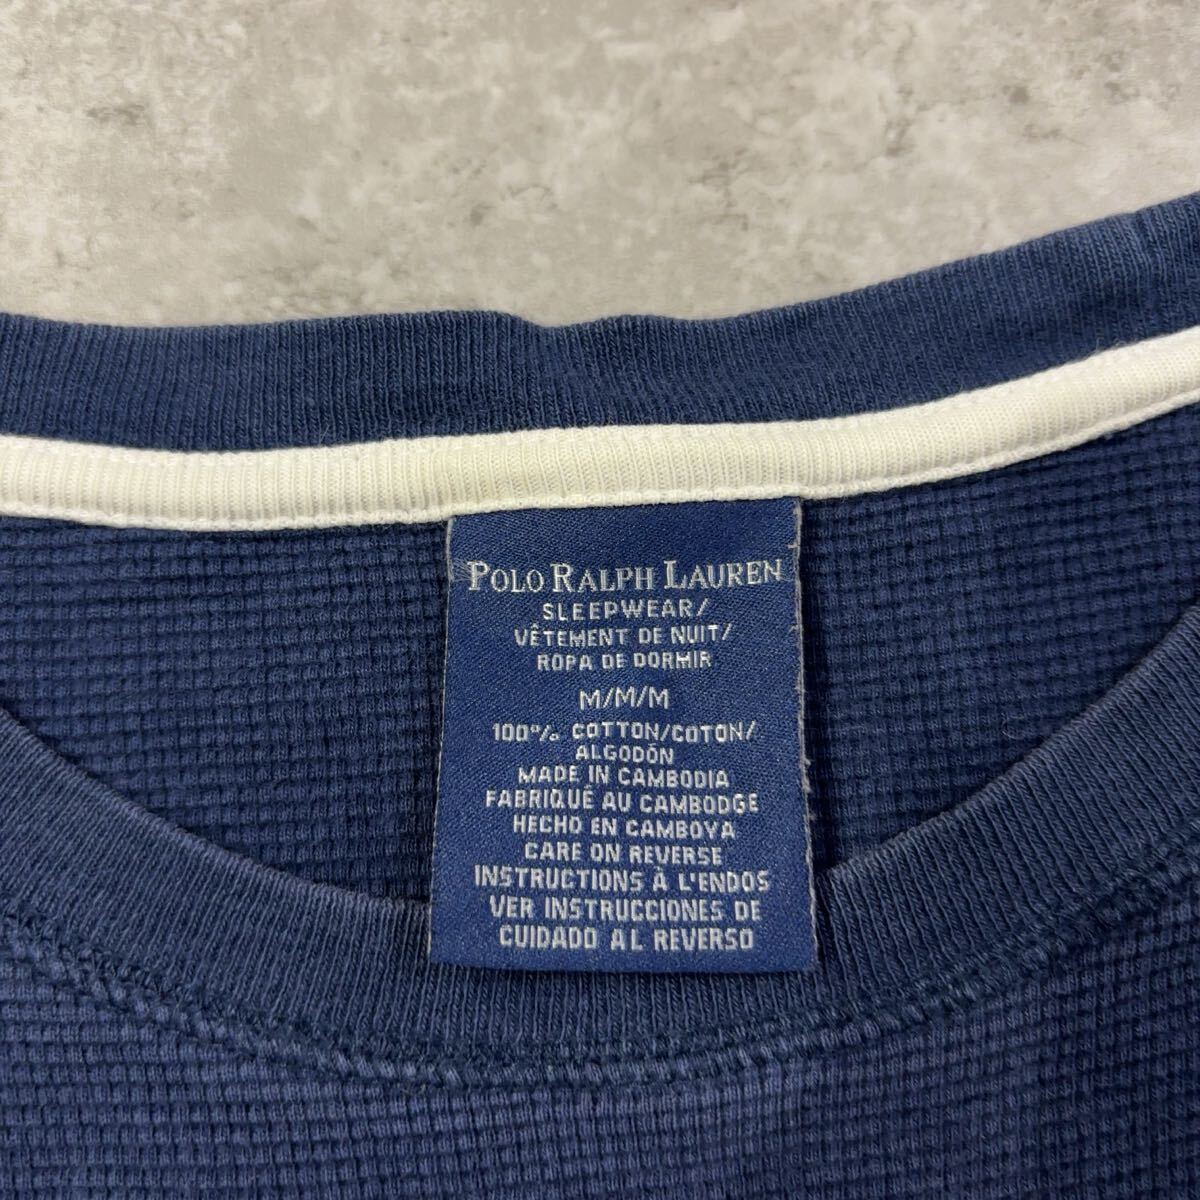 POLO RALPH LAUREN
SLEEPWEAR/
VÊTEMENT DE NUIT/
ROPA DE DORMIR
M/M/M
100% COTTON/COTON/
ALGODÓN
MADE IN CAMBODIA
FABRIQUÉ AU CAMBODGE
HECHO EN CAMBOYA
CARE ON REVERSE
INSTRUCTIONS À L'ENDOS
VER INSTRUCCIONES DE
CUIDADO AL REVERSO